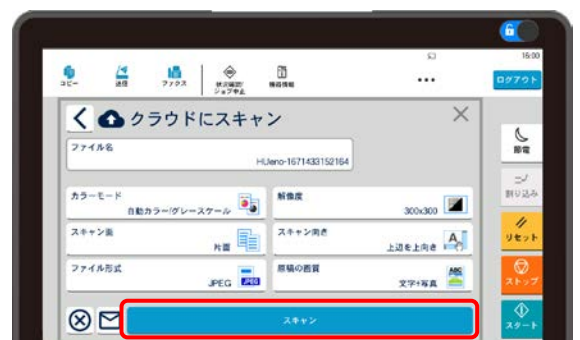 16:00
コピー 送信 ファクス 状況確認/ジョブ中止 機器情報 ••• ログアウト
クラウドにスキャン
ファイル名
HUeno-1671433152164
カラーモード
自動カラー/グレースケール
解像度
300x300
スキャン面
片面
スキャン向き
上辺を上向き
ファイル形式
JPEG JPEG
原稿の画質
ABC
文字+写真
スキャン
節電
割り込み
リセット
ストップ
スタート